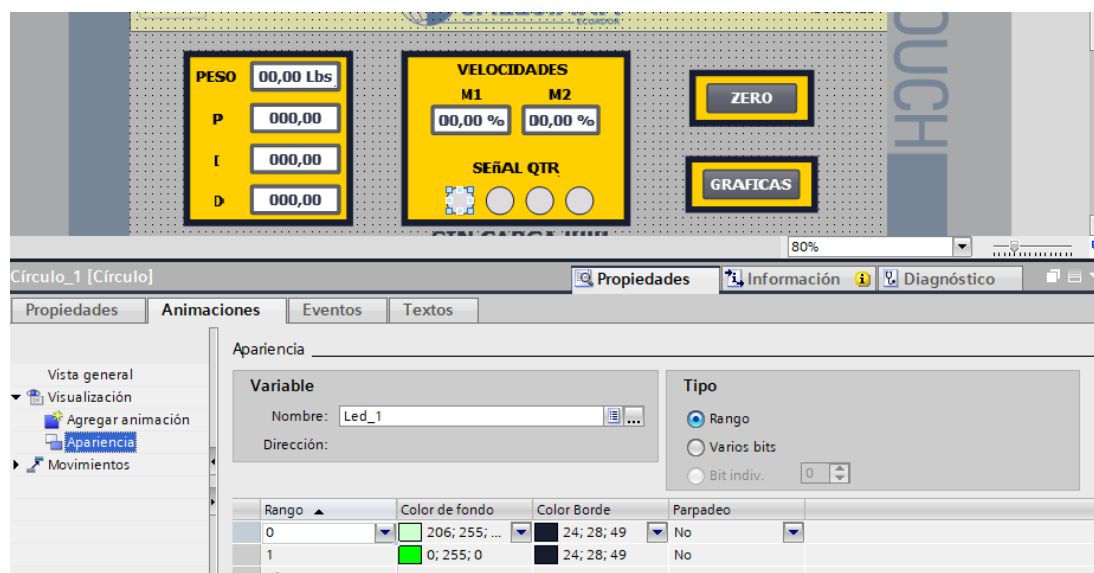 ECUADOR
OUCH
PESO 00,00 Lbs
P 000,00
I 000,00
D 000,00
VELOCIDADES
M1 M2
00,00 % 00,00 %
SEñAL QTR
ZERO
GRAFICAS
80%
Círculo_1 [Círculo]
Propiedades Información Diagnóstico
Propiedades Animaciones Eventos Textos
Apariencia
Vista general
Visualización
Agregar animación
Apariencia
Movimientos
Variable
Nombre: Led_1
Dirección:
Tipo
Rango
Varios bits
Bit indiv. 0
Rango Color de fondo Color Borde Parpadeo
0 206; 255; ... 24; 28; 49 No
1 0; 255; 0 24; 28; 49 No